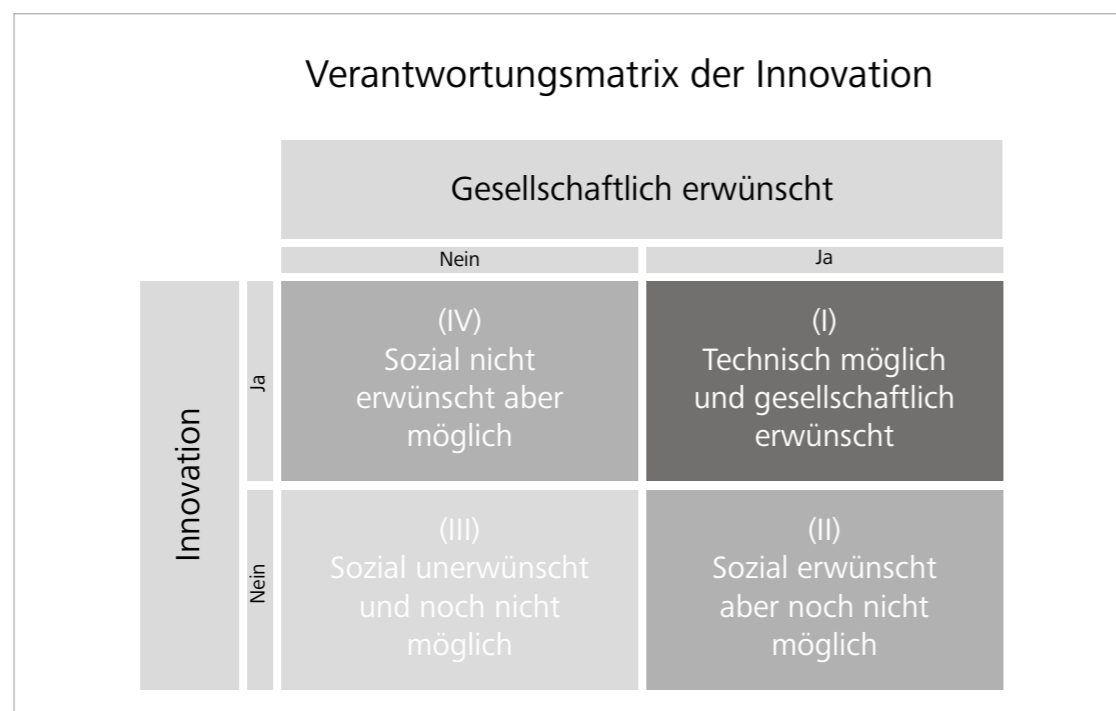 Verantwortungsmatrix der Innovation
Gesellschaftlich erwünscht
Nein
Ja
Innovation
Ja
(IV)
Sozial nicht
erwünscht aber
möglich
(I)
Technisch möglich
und gesellschaftlich
erwünscht
Nein
(III)
Sozial unerwünscht
und noch nicht
möglich
(II)
Sozial erwünscht
aber noch nicht
möglich